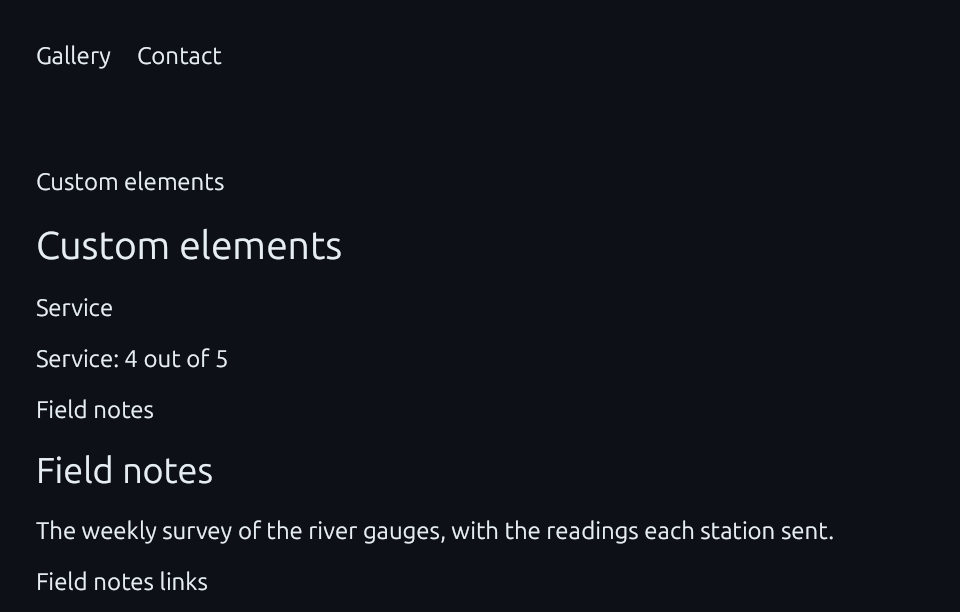 Gallery Contact
Custom elements
Custom elements
Service
Service: 4 out of 5
Field notes
Field notes
The weekly survey of the river gauges, with the readings each station sent.
Field notes links